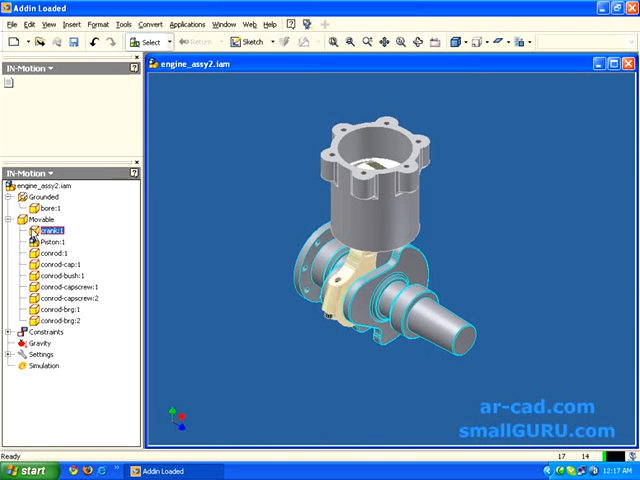 Addin Loaded
File Edit View Insert Format Tools Convert Applications Window Web Help
Select Return Sketch
IN-Motion
engine_assy2.iam
IN-Motion
engine_assy2.iam
Grounded
bore:1
Movable
crank:1
Piston:1
conrod:1
conrod-cap:1
conrod-bush:1
conrod-capscrew:1
conrod-capscrew:2
conrod-brg:1
conrod-brg:2
Constraints
Gravity
Settings
Simulation
ar-cad.com
smallGURU.com
Ready 17 14
start Addin Loaded 12:17 AM